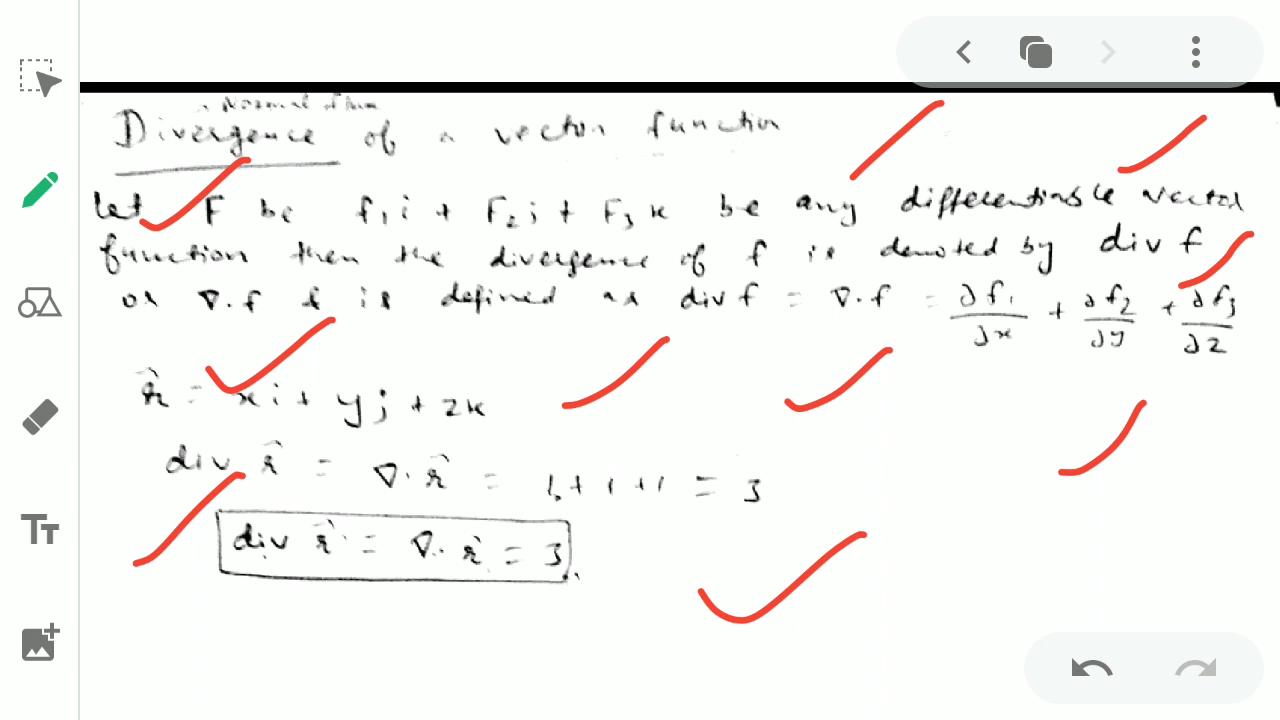 Normal
Divergence of a vector function
Let F be f₁i + F₂j + F₃k be any differentiable vector
function then the divergence of f is denoted by div f
or ∇.f & is defined as div f = ∇.f = ∂f₁/∂x + ∂f₂/∂y + ∂f₃/∂z
r⃗ = xi + yj + zk
div r⃗ = ∇.r⃗ = 1+1+1 = 3
div r⃗ = ∇.r⃗ = 3.
Tт